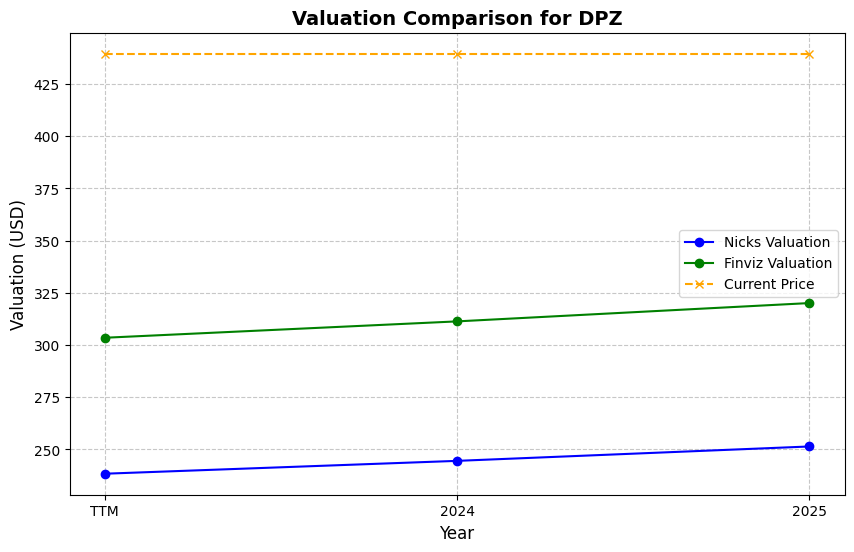 Valuation Comparison for DPZ
Valuation (USD)
425
400
375
350
325
300
275
250
Nicks Valuation
Finviz Valuation
Current Price
TTM
2024
2025
Year